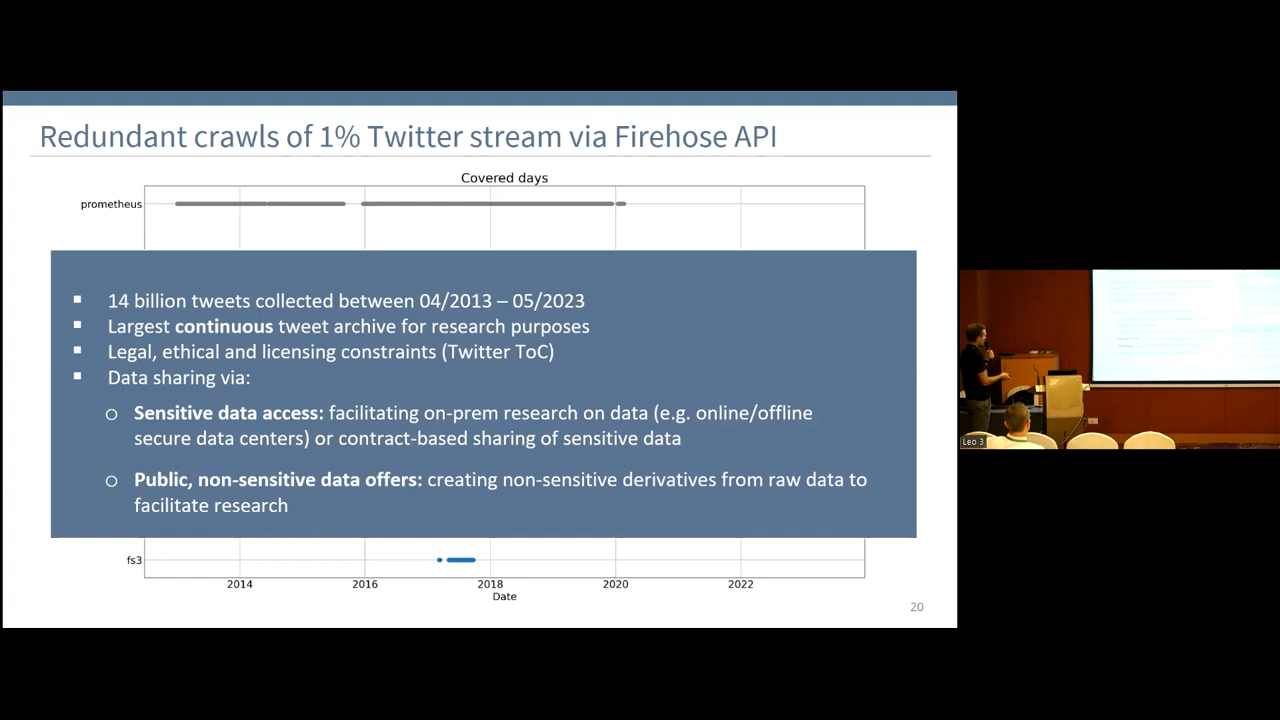 Redundant crawls of 1% Twitter stream via Firehose API
Covered days
prometheus
▪ 14 billion tweets collected between 04/2013 – 05/2023
▪ Largest continuous tweet archive for research purposes
▪ Legal, ethical and licensing constraints (Twitter ToC)
▪ Data sharing via:
o Sensitive data access: facilitating on-prem research on data (e.g. online/offline
secure data centers) or contract-based sharing of sensitive data
o Public, non-sensitive data offers: creating non-sensitive derivatives from raw data to
facilitate research
fs3
2014 2016 2018 2020 2022
Date
20
Leo 3